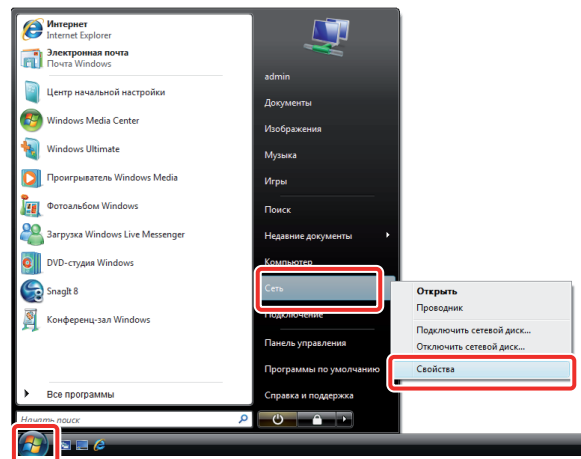 Интернет
Internet Explorer
Электронная почта
Почта Windows
Центр начальной настройки
Windows Media Center
Windows Ultimate
Проигрыватель Windows Media
Фотоальбом Windows
Загрузка Windows Live Messenger
DVD-студия Windows
SnagIt 8
Конференц-зал Windows
Все программы
Начать поиск
admin
Документы
Изображения
Музыка
Игры
Поиск
Недавние документы
Компьютер
Сеть
Подключение
Панель управления
Программы по умолчанию
Справка и поддержка
Открыть
Проводник
Подключить сетевой диск...
Отключить сетевой диск...
Свойства